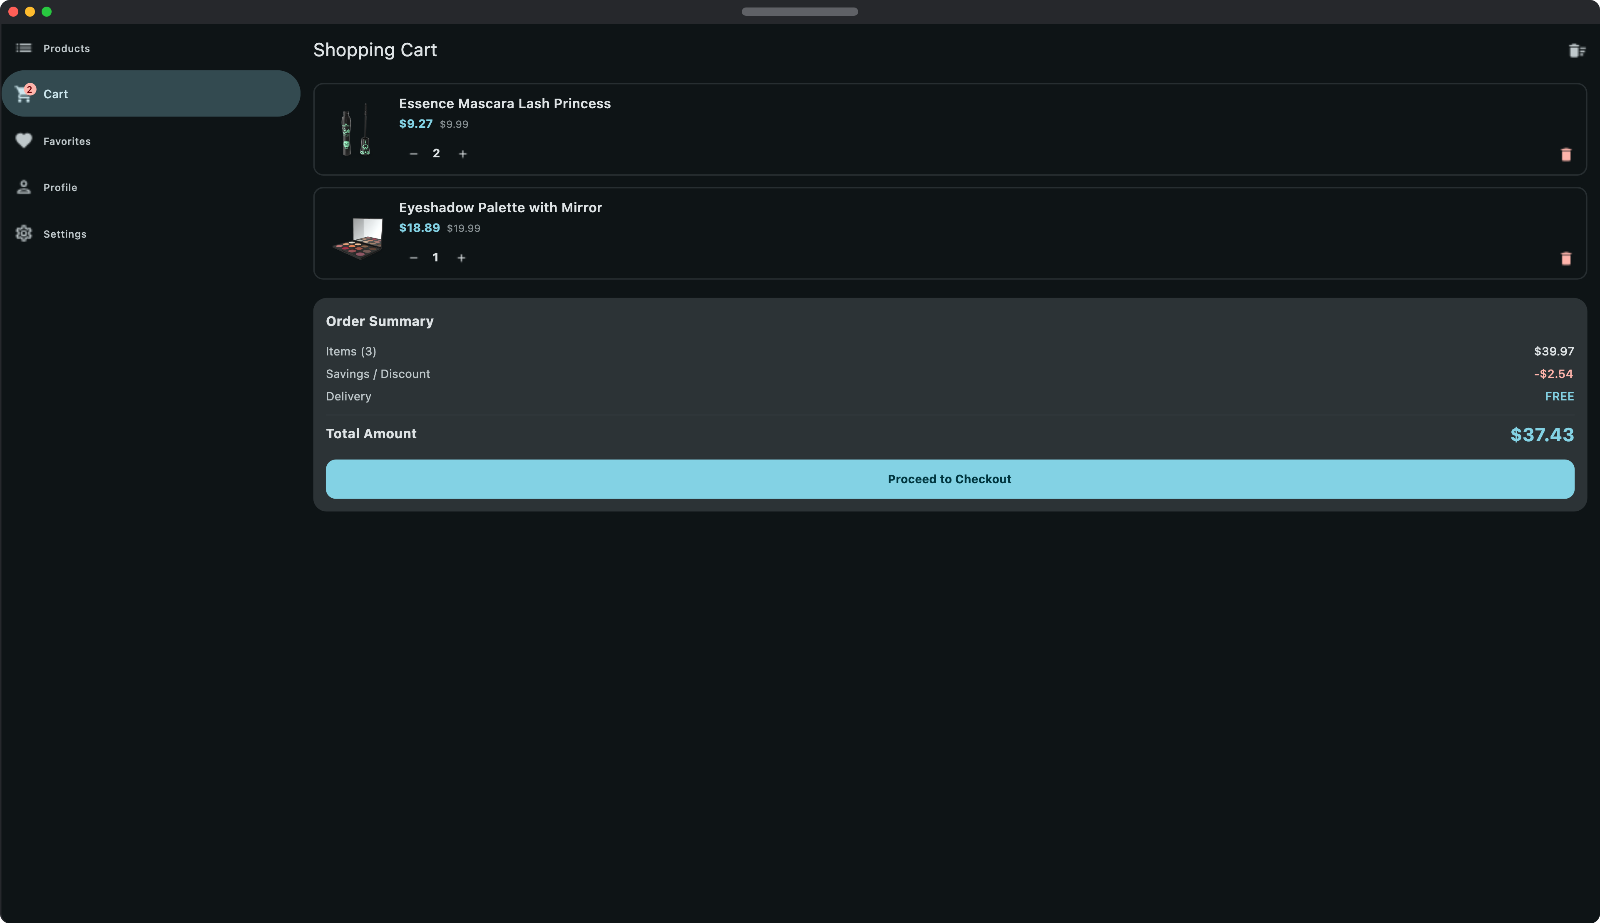 Products
2
Cart
Favorites
Profile
Settings
Shopping Cart
Essence Mascara Lash Princess
$9.27 $9.99
− 2 +
Eyeshadow Palette with Mirror
$18.89 $19.99
− 1 +
Order Summary
Items (3) $39.97
Savings / Discount -$2.54
Delivery FREE
Total Amount $37.43
Proceed to Checkout